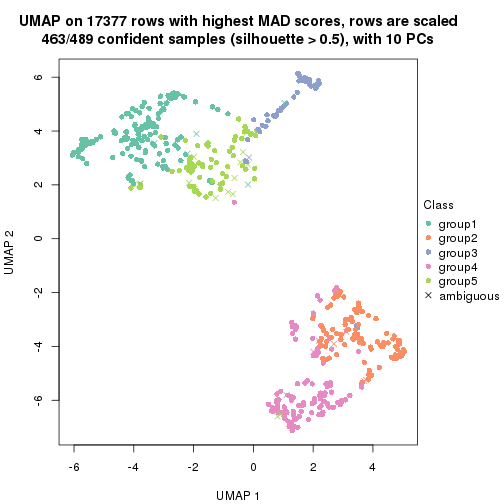 UMAP on 17377 rows with highest MAD scores, rows are scaled
463/489 confident samples (silhouette > 0.5), with 10 PCs
6
4
2
0
-2
-4
-6
UMAP 2
-6
-4
-2
0
2
4
UMAP 1
Class
group1
group2
group3
group4
group5
ambiguous